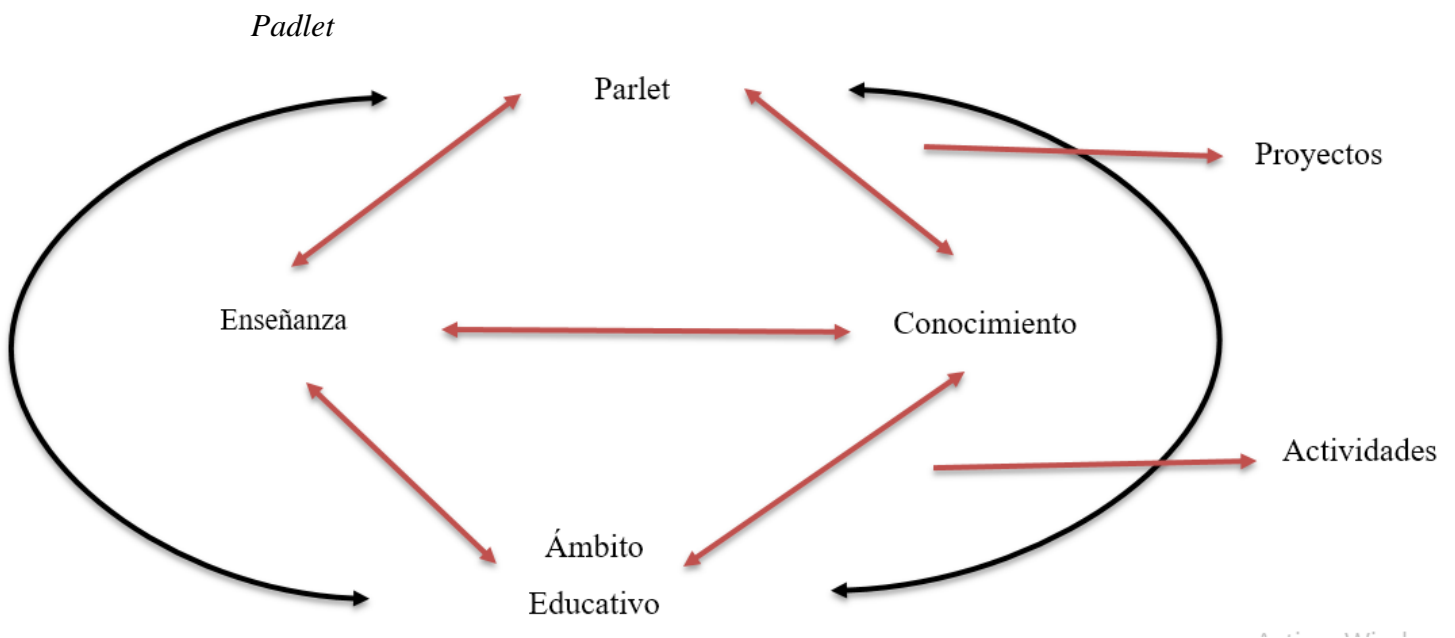 Padlet
Parlet
Proyectos
Enseñanza
Conocimiento
Actividades
Ámbito
Educativo